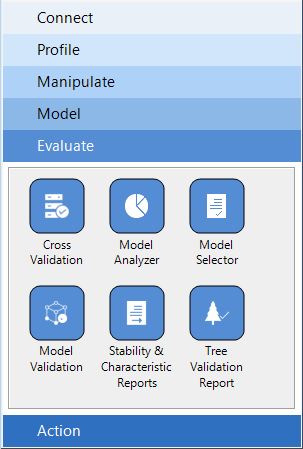 Connect
Profile
Manipulate
Model
Evaluate
Cross
Validation
Model
Analyzer
Model
Selector
Model
Validation
Stability &
Characteristic
Reports
Tree
Validation
Report
Action